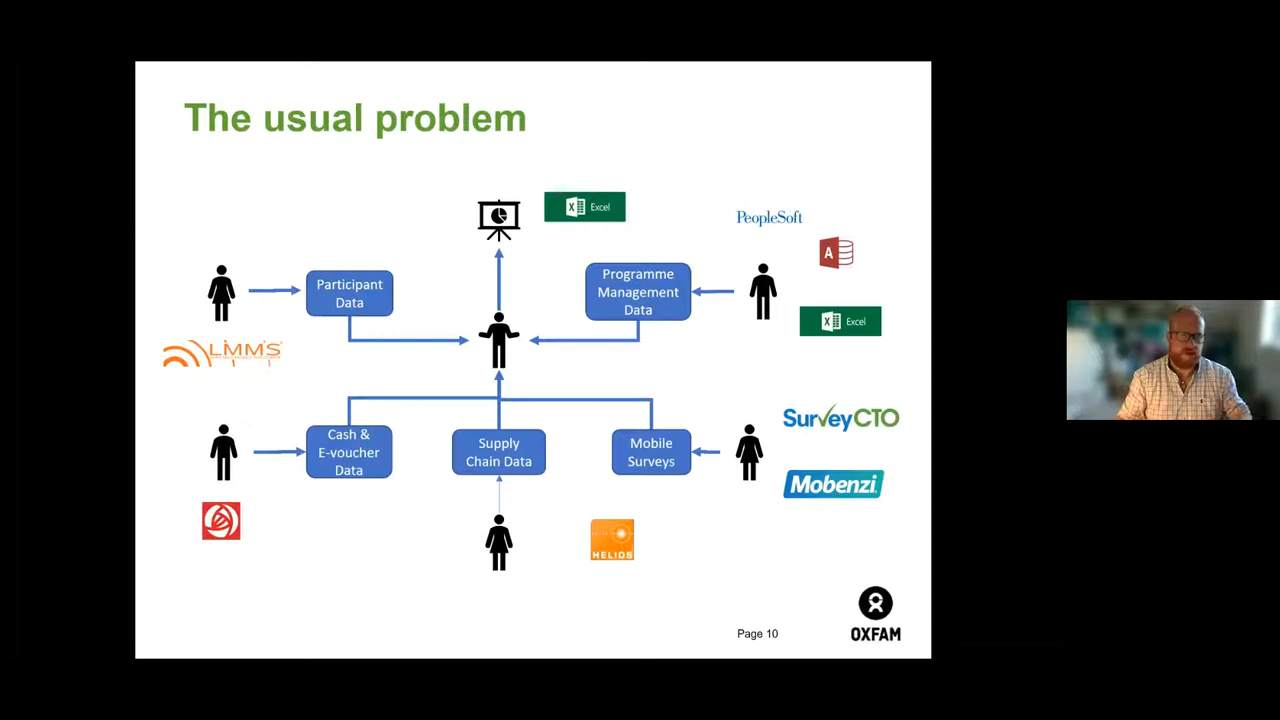 The usual problem
Excel
PeopleSoft
A
Participant
Data
Programme
Management
Data
Excel
LMMS
SurveyCTO
Cash &
E-voucher
Data
Supply
Chain Data
Mobile
Surveys
Mobenzi
HELIOS
Page 10
OXFAM